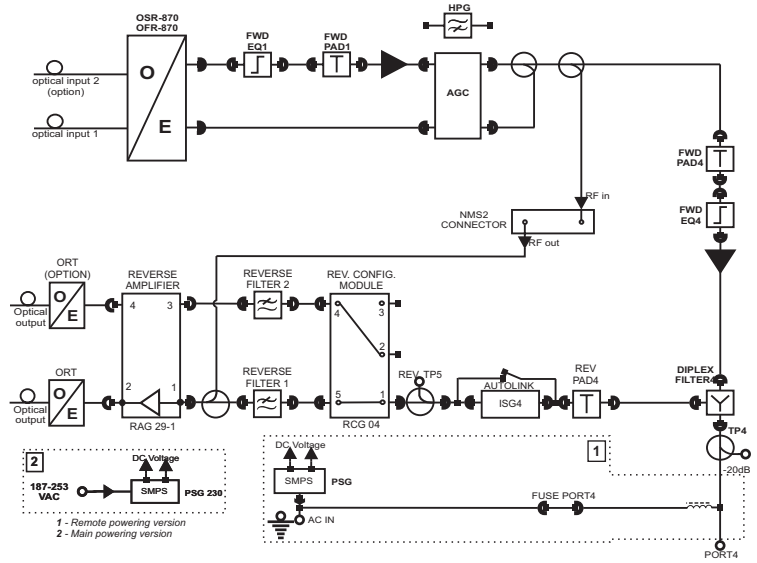 OSR-870
OFR-870
O
E
optical input 2
(option)
optical input 1
FWD
EQ1
FWD
PAD1
HPG
AGC
FWD
PAD4
FWD
EQ4
RF in
NMS2
CONNECTOR
RF out
ORT
(OPTION)
O
E
Optical
output
REVERSE
AMPLIFIER
4
3
2
1
RAG 29-1
REVERSE
FILTER 2
REV. CONFIG.
MODULE
4
3
2
5
1
RCG 04
ORT
O
E
Optical
output
REVERSE
FILTER 1
REV. TP5
AUTOLINK
ISG4
REV
PAD4
DIPLEX
FILTER4
TP4
-20dB
2
DC Voltage
187-253
VAC
SMPS
PSG 230
1 - Remote powering version
2 - Main powering version
1
DC Voltage
SMPS
PSG
AC IN
FUSE PORT4
PORT4